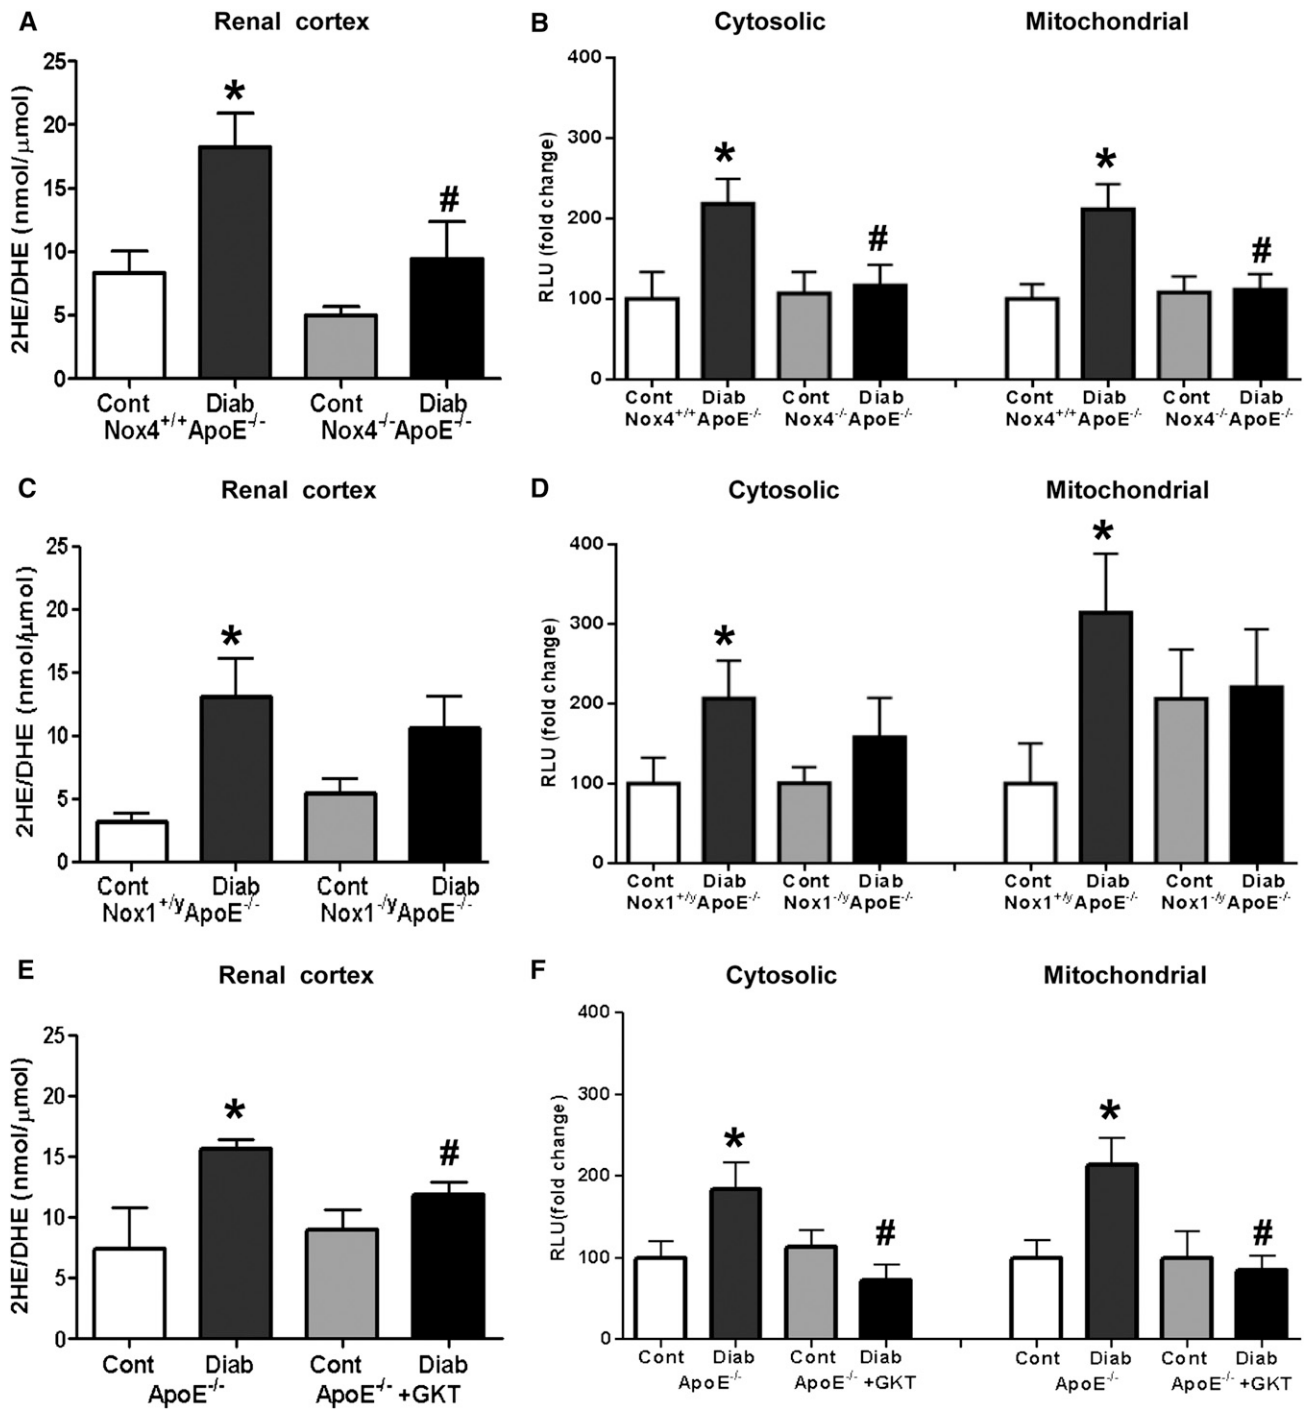 A Renal cortex
2HE/DHE (nmol/μmol)
25
20
15
10
5
0
*
#
Cont Diab Cont Diab
Nox4+/+ApoE-/- Nox4-/-ApoE-/-
B Cytosolic Mitochondrial
RLU (fold change)
400
300
200
100
0
* # * #
Cont Diab Cont Diab Cont Diab Cont Diab
Nox4+/+ApoE-/- Nox4-/-ApoE-/- Nox4+/+ApoE-/- Nox4-/-ApoE-/-
C Renal cortex
2HE/DHE (nmol/μmol)
25
20
15
10
5
0
*
Cont Diab Cont Diab
Nox1+/yApoE-/- Nox1-/yApoE-/-
D Cytosolic Mitochondrial
RLU (fold change)
400
300
200
100
0
* *
Cont Diab Cont Diab Cont Diab Cont Diab
Nox1+/yApoE-/- Nox1-/yApoE-/- Nox1+/yApoE-/- Nox1-/yApoE-/-
E Renal cortex
2HE/DHE (nmol/μmol)
25
20
15
10
5
0
* #
Cont Diab Cont Diab
ApoE-/- ApoE-/- +GKT
F Cytosolic Mitochondrial
RLU(fold change)
400
300
200
100
0
* # * #
Cont Diab Cont Diab Cont Diab Cont Diab
ApoE-/- ApoE-/- +GKT ApoE-/- ApoE-/- +GKT